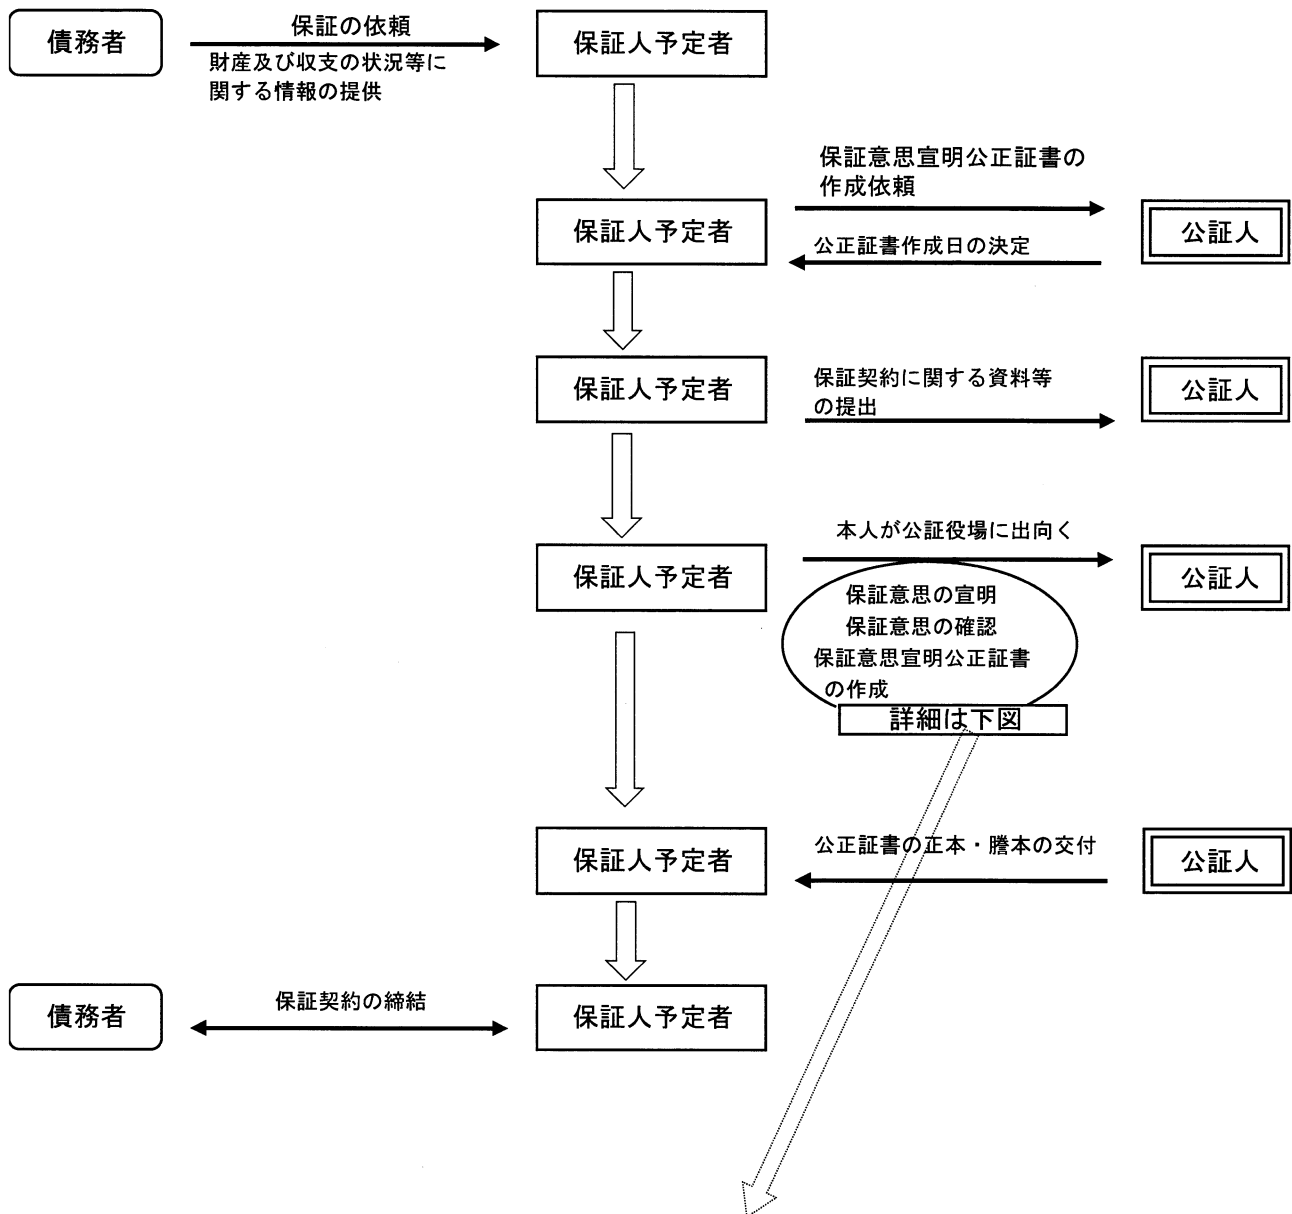 債務者
保証の依頼
財産及び収支の状況等に
関する情報の提供
保証人予定者
保証意思宣明公正証書の
作成依頼
保証人予定者
公正証書作成日の決定
公証人
保証人予定者
保証契約に関する資料等
の提出
公証人
保証人予定者
本人が公証役場に出向く
公証人
保証意思の宣明
保証意思の確認
保証意思宣明公正証書
の作成
詳細は下図
保証人予定者
公正証書の正本・謄本の交付
公証人
債務者
保証契約の締結
保証人予定者